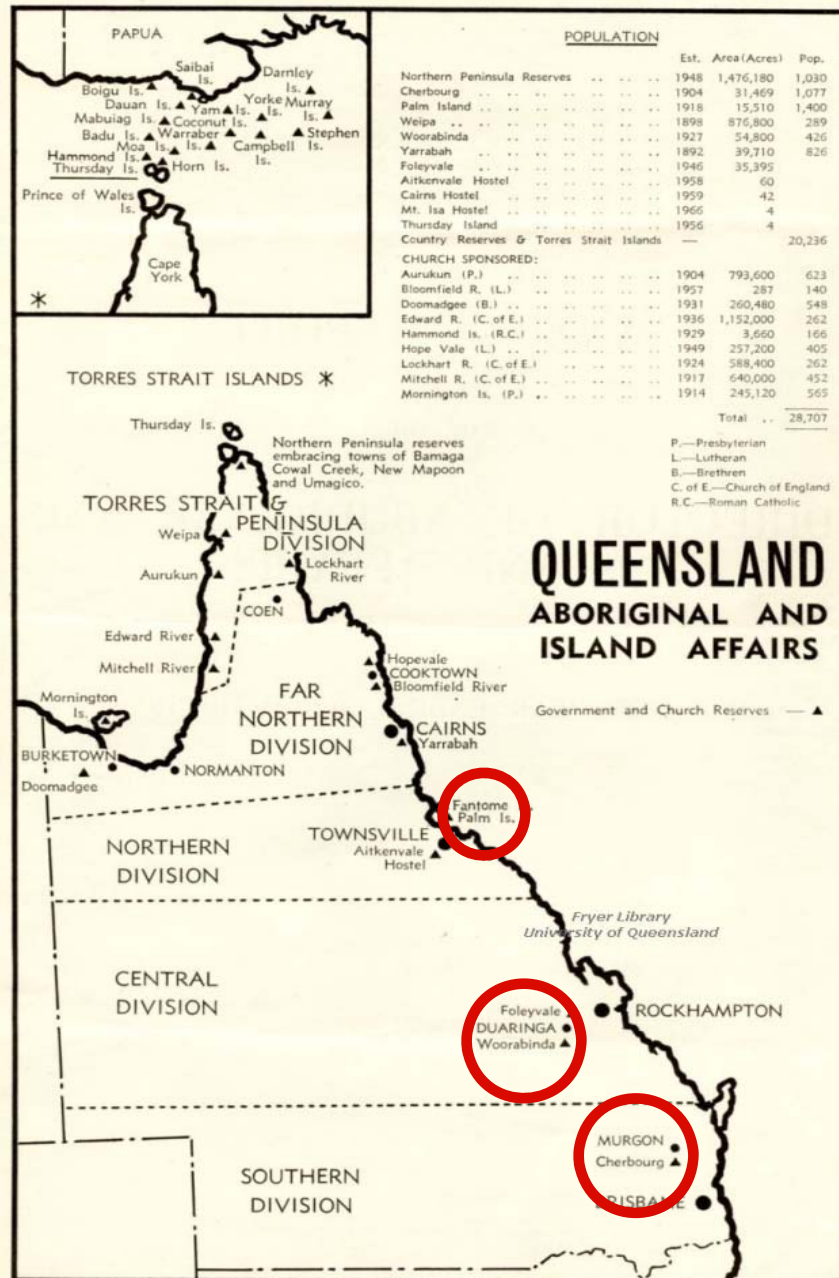 PAPUA
Saibai
Is.
Darnley
Is.
Boigu Is.
Dauan Is.
Yam Is.
Yorke Is.
Murray Is.
Mabuiag Is.
Coconut Is.
Badu Is.
Warraber Is.
Stephen Is.
Moa Is.
Campbell Is.
Hammond Is.
Horn Is.
Thursday Is.
Prince of Wales
Is.
Cape
York
*
POPULATION
Est. Area (Acres) Pop.
Northern Peninsula Reserves .. .. .. .. 1948 1,476,180 1,030
Cherbourg .. .. .. .. .. .. 1904 31,469 1,077
Palm Island .. .. .. .. .. .. 1918 15,510 1,400
Weipa .. .. .. .. .. .. .. 1898 876,800 289
Woorabinda .. .. .. .. .. .. 1927 54,800 426
Yarrabah .. .. .. .. .. .. 1892 39,710 826
Foleyvale .. .. .. .. .. .. 1946 35,395
Aitkenvale Hostel .. .. .. .. .. 1958 60
Cairns Hostel .. .. .. .. .. .. 1959 42
Mt. Isa Hostel .. .. .. .. .. .. 1966 4
Thursday Island .. .. .. .. .. 1956 4
Country Reserves & Torres Strait Islands — 20,236
CHURCH SPONSORED:
Aurukun (P.) .. .. .. .. .. .. 1904 793,600 623
Bloomfield R. (L.) .. .. .. .. .. 1957 287 140
Doomadgee (B.) .. .. .. .. .. .. 1931 260,480 548
Edward R. (C. of E.) .. .. .. .. .. 1936 1,152,000 262
Hammond Is. (R.C.) .. .. .. .. .. 1929 3,660 166
Hope Vale (L.) .. .. .. .. .. .. 1949 257,200 405
Lockhart R. (C. of E.) .. .. .. .. .. 1924 588,400 262
Mitchell R. (C. of E.) .. .. .. .. .. 1917 640,000 452
Mornington Is. (P.) .. .. .. .. .. 1914 245,120 565
Total .. 28,707
P.—Presbyterian
L.—Lutheran
B.—Brethren
C. of E.—Church of England
R.C.—Roman Catholic
TORRES STRAIT ISLANDS *
Thursday Is.
Northern Peninsula reserves
embracing towns of Bamaga
Cowal Creek, New Mapoon
and Umagico.
TORRES STRAIT &
PENINSULA
DIVISION
Weipa
Lockhart
River
Aurukun
COEN
QUEENSLAND
ABORIGINAL AND
ISLAND AFFAIRS
Edward River
Mitchell River
Hopevale
COOKTOWN
Bloomfield River
Government and Church Reserves — ▲
FAR
NORTHERN
DIVISION
Mornington
Is.
CAIRNS
Yarrabah
BURKETOWN
NORMANTON
Doomadgee
Fantome
Palm Is.
TOWNSVILLE
Aitkenvale
Hostel
NORTHERN
DIVISION
Fryer Library
University of Queensland
CENTRAL
DIVISION
Foleyvale
DUARINGA
Woorabinda
ROCKHAMPTON
MURGON
Cherbourg
SOUTHERN
DIVISION
BRISBANE